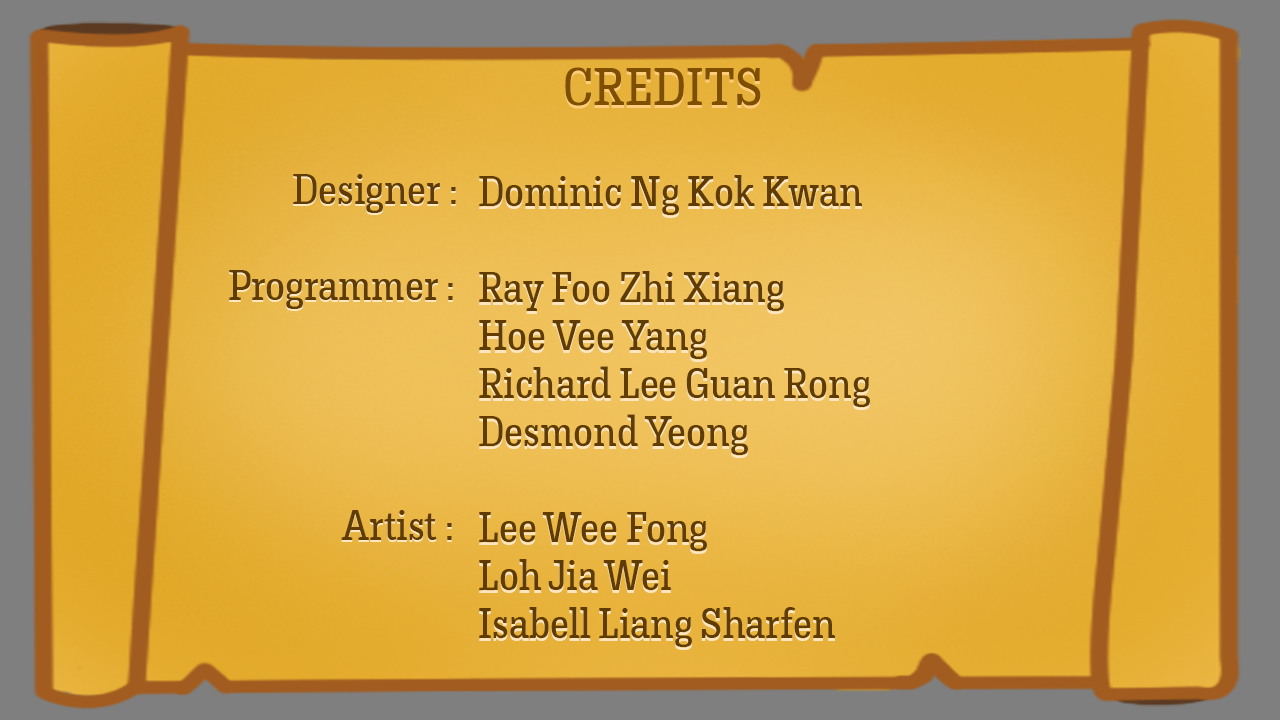 CREDITS
Designer : Dominic Ng Kok Kwan
Programmer : Ray Foo Zhi Xiang
Hoe Vee Yang
Richard Lee Guan Rong
Desmond Yeong
Artist : Lee Wee Fong
Loh Jia Wei
Isabell Liang Sharfen